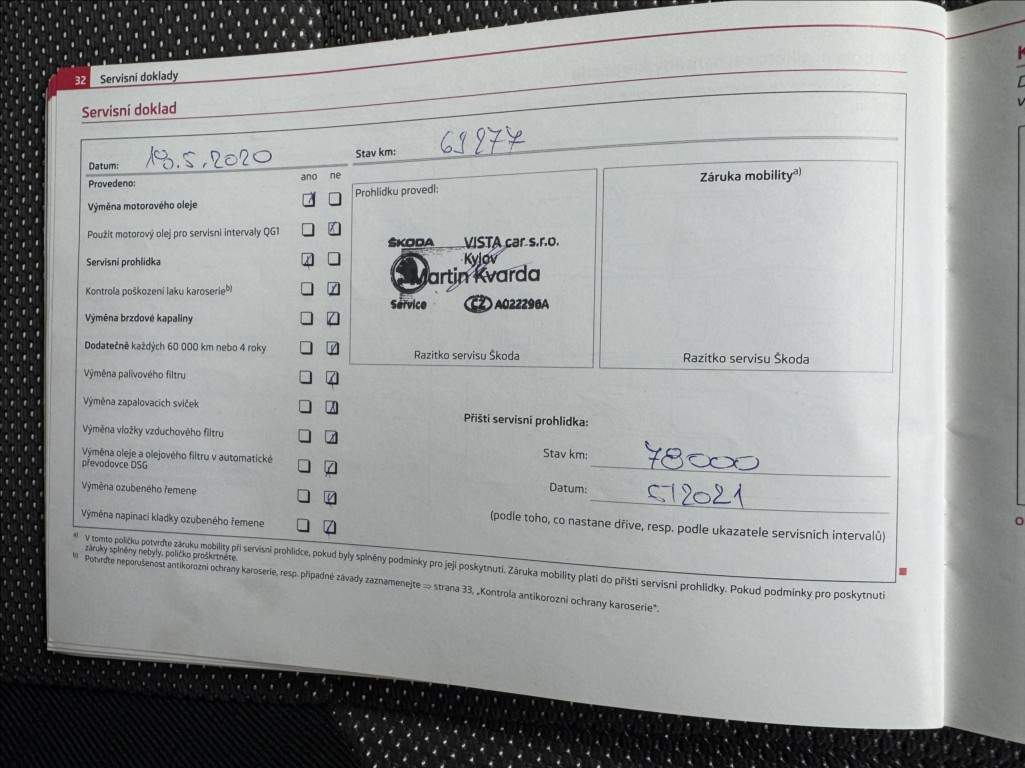 32 Servisní doklady
Servisní doklad
Datum: 18.5.2020
Stav km: 69277
Provedeno:
ano ne
Výměna motorového oleje
Použit motorový olej pro servisní intervaly QG1
Servisní prohlídka
Kontrola poškození laku karoserie b)
Výměna brzdové kapaliny
Dodatečně každých 60 000 km nebo 4 roky
Výměna palivového filtru
Výměna zapalovacích svíček
Výměna vložky vzduchového filtru
Výměna oleje a olejového filtru v automatické
převodovce DSG
Výměna ozubeného řemene
Výměna napínací kladky ozubeného řemene
Prohlídku provedl:
ŠKODA VISTA car s.r.o.
Kyjov
Martin Kvarda
Service CZ A022296A
Razítko servisu Škoda
Záruka mobility a)
Razítko servisu Škoda
Příští servisní prohlídka:
Stav km: 78000
Datum: 5/2021
(podle toho, co nastane dříve, resp. podle ukazatele servisních intervalů)
a) V tomto políčku potvrďte záruku mobility při servisní prohlídce, pokud byly splněny podmínky pro její poskytnutí. Záruka mobility platí do příští servisní prohlídky. Pokud podmínky pro poskytnutí
záruky splněny nebyly, políčko proškrtněte.
b) Potvrďte neporušenost antikorozní ochrany karoserie, resp. případné závady zaznamenejte ⇒ strana 33, „Kontrola antikorozní ochrany karoserie“.